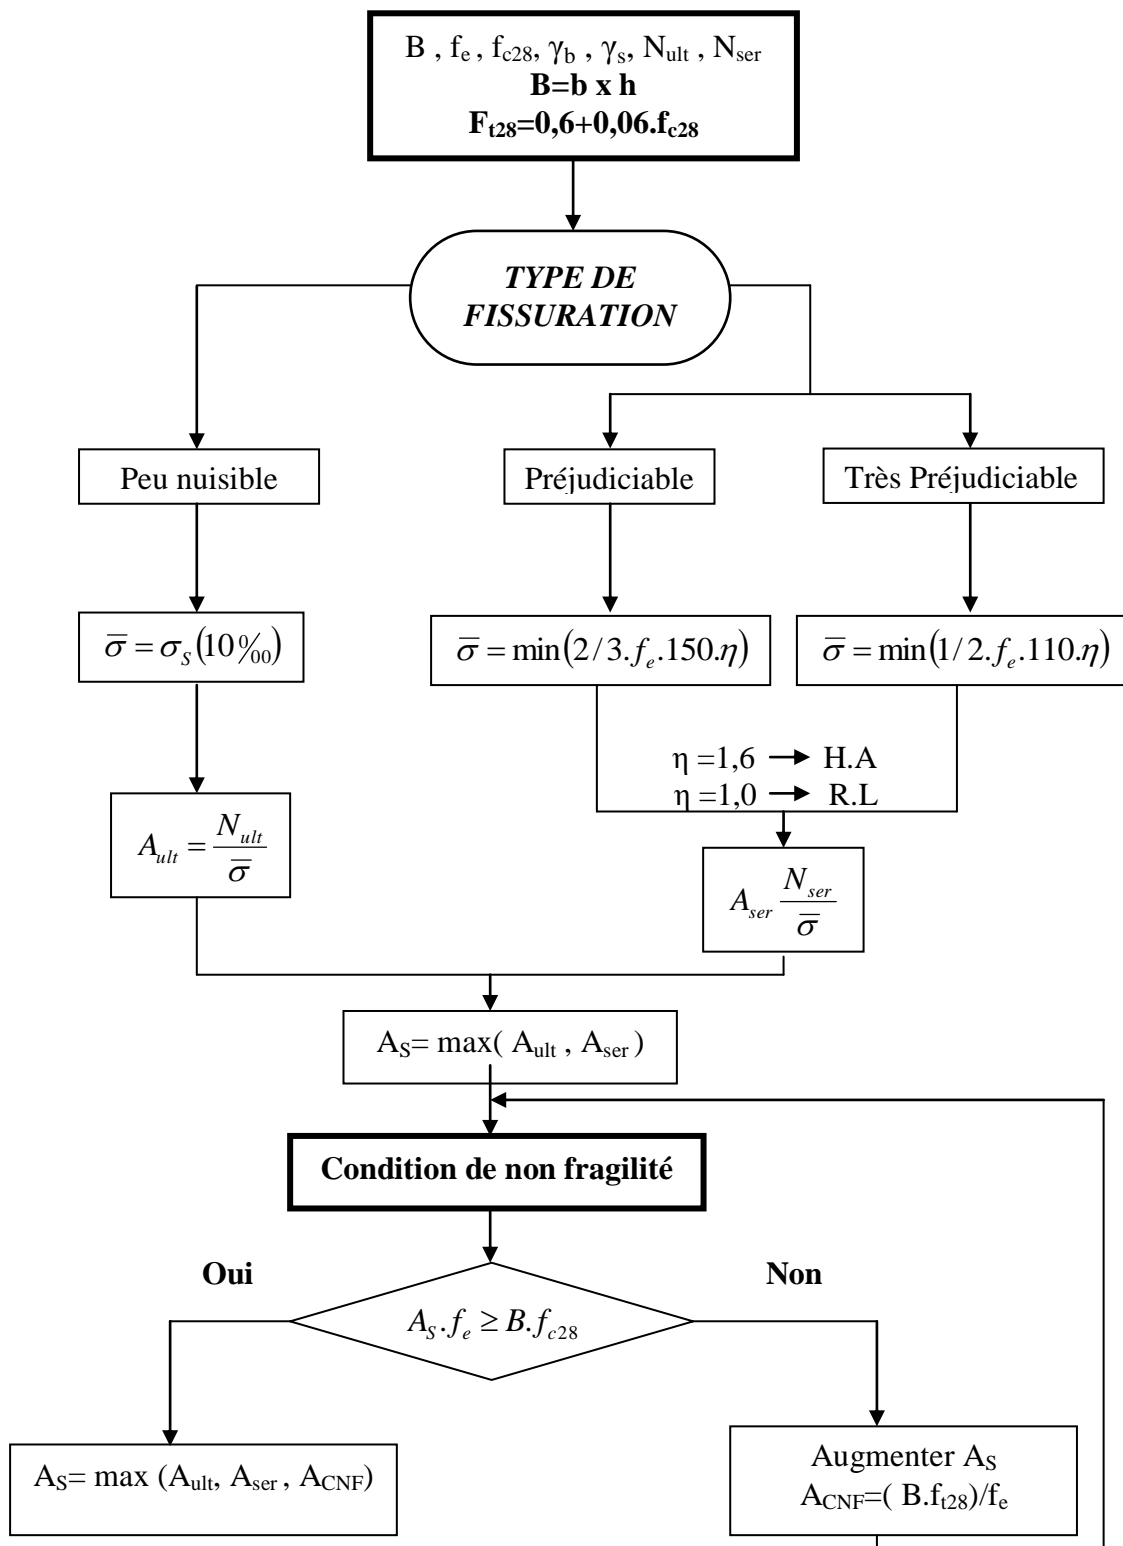 B , fe , fc28, γb , γs, Nult , Nser
B=b x h
Ft28=0,6+0,06.fc28
TYPE DE
FISSURATION
Peu nuisible
Préjudiciable
Très Préjudiciable
σ̅ = σS(10‰)
σ̅ = min(2/3.fe.150.η)
σ̅ = min(1/2.fe.110.η)
η =1,6 → H.A
η =1,0 → R.L
Ault = Nult / σ̅
Aser Nser / σ̅
AS= max( Ault , Aser )
Condition de non fragilité
Oui
Non
AS.fe ≥ B.fc28
AS= max (Ault, Aser , ACNF)
Augmenter AS
ACNF=( B.ft28)/fe